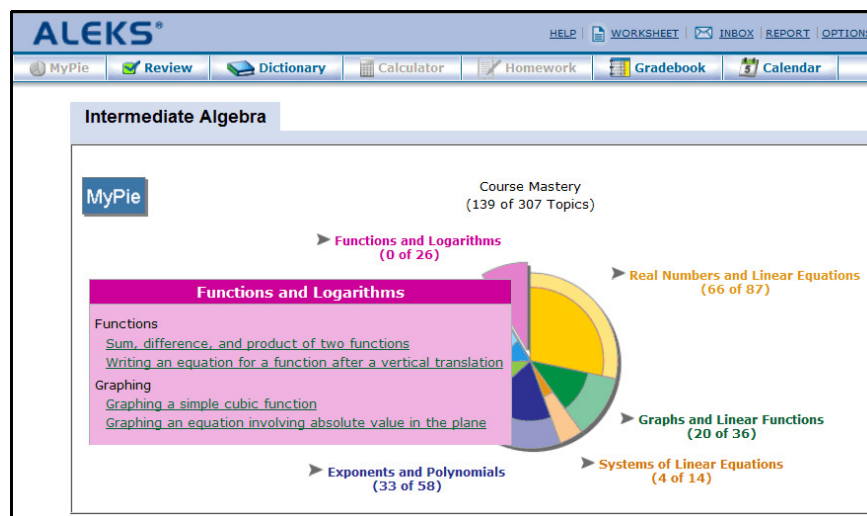 ALEKS®
HELP | WORKSHEET | INBOX | REPORT | OPTIONS
MyPie Review Dictionary Calculator Homework Gradebook Calendar
Intermediate Algebra
MyPie
Course Mastery
(139 of 307 Topics)
Functions and Logarithms
(0 of 26)
Real Numbers and Linear Equations
(66 of 87)
Functions and Logarithms
Functions
Sum, difference, and product of two functions
Writing an equation for a function after a vertical translation
Graphing
Graphing a simple cubic function
Graphing an equation involving absolute value in the plane
Graphs and Linear Functions
(20 of 36)
Systems of Linear Equations
(4 of 14)
Exponents and Polynomials
(33 of 58)